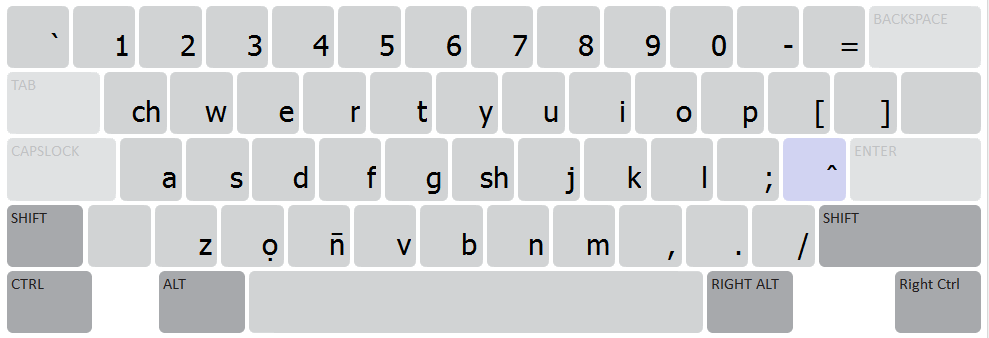 ` 1 2 3 4 5 6 7 8 9 0 - = BACKSPACE
TAB ch w e r t y u i o p [ ]
CAPSLOCK a s d f g sh j k l ; ˆ ENTER
SHIFT z ọ n̄ v b n m , . / SHIFT
CTRL ALT RIGHT ALT Right Ctrl